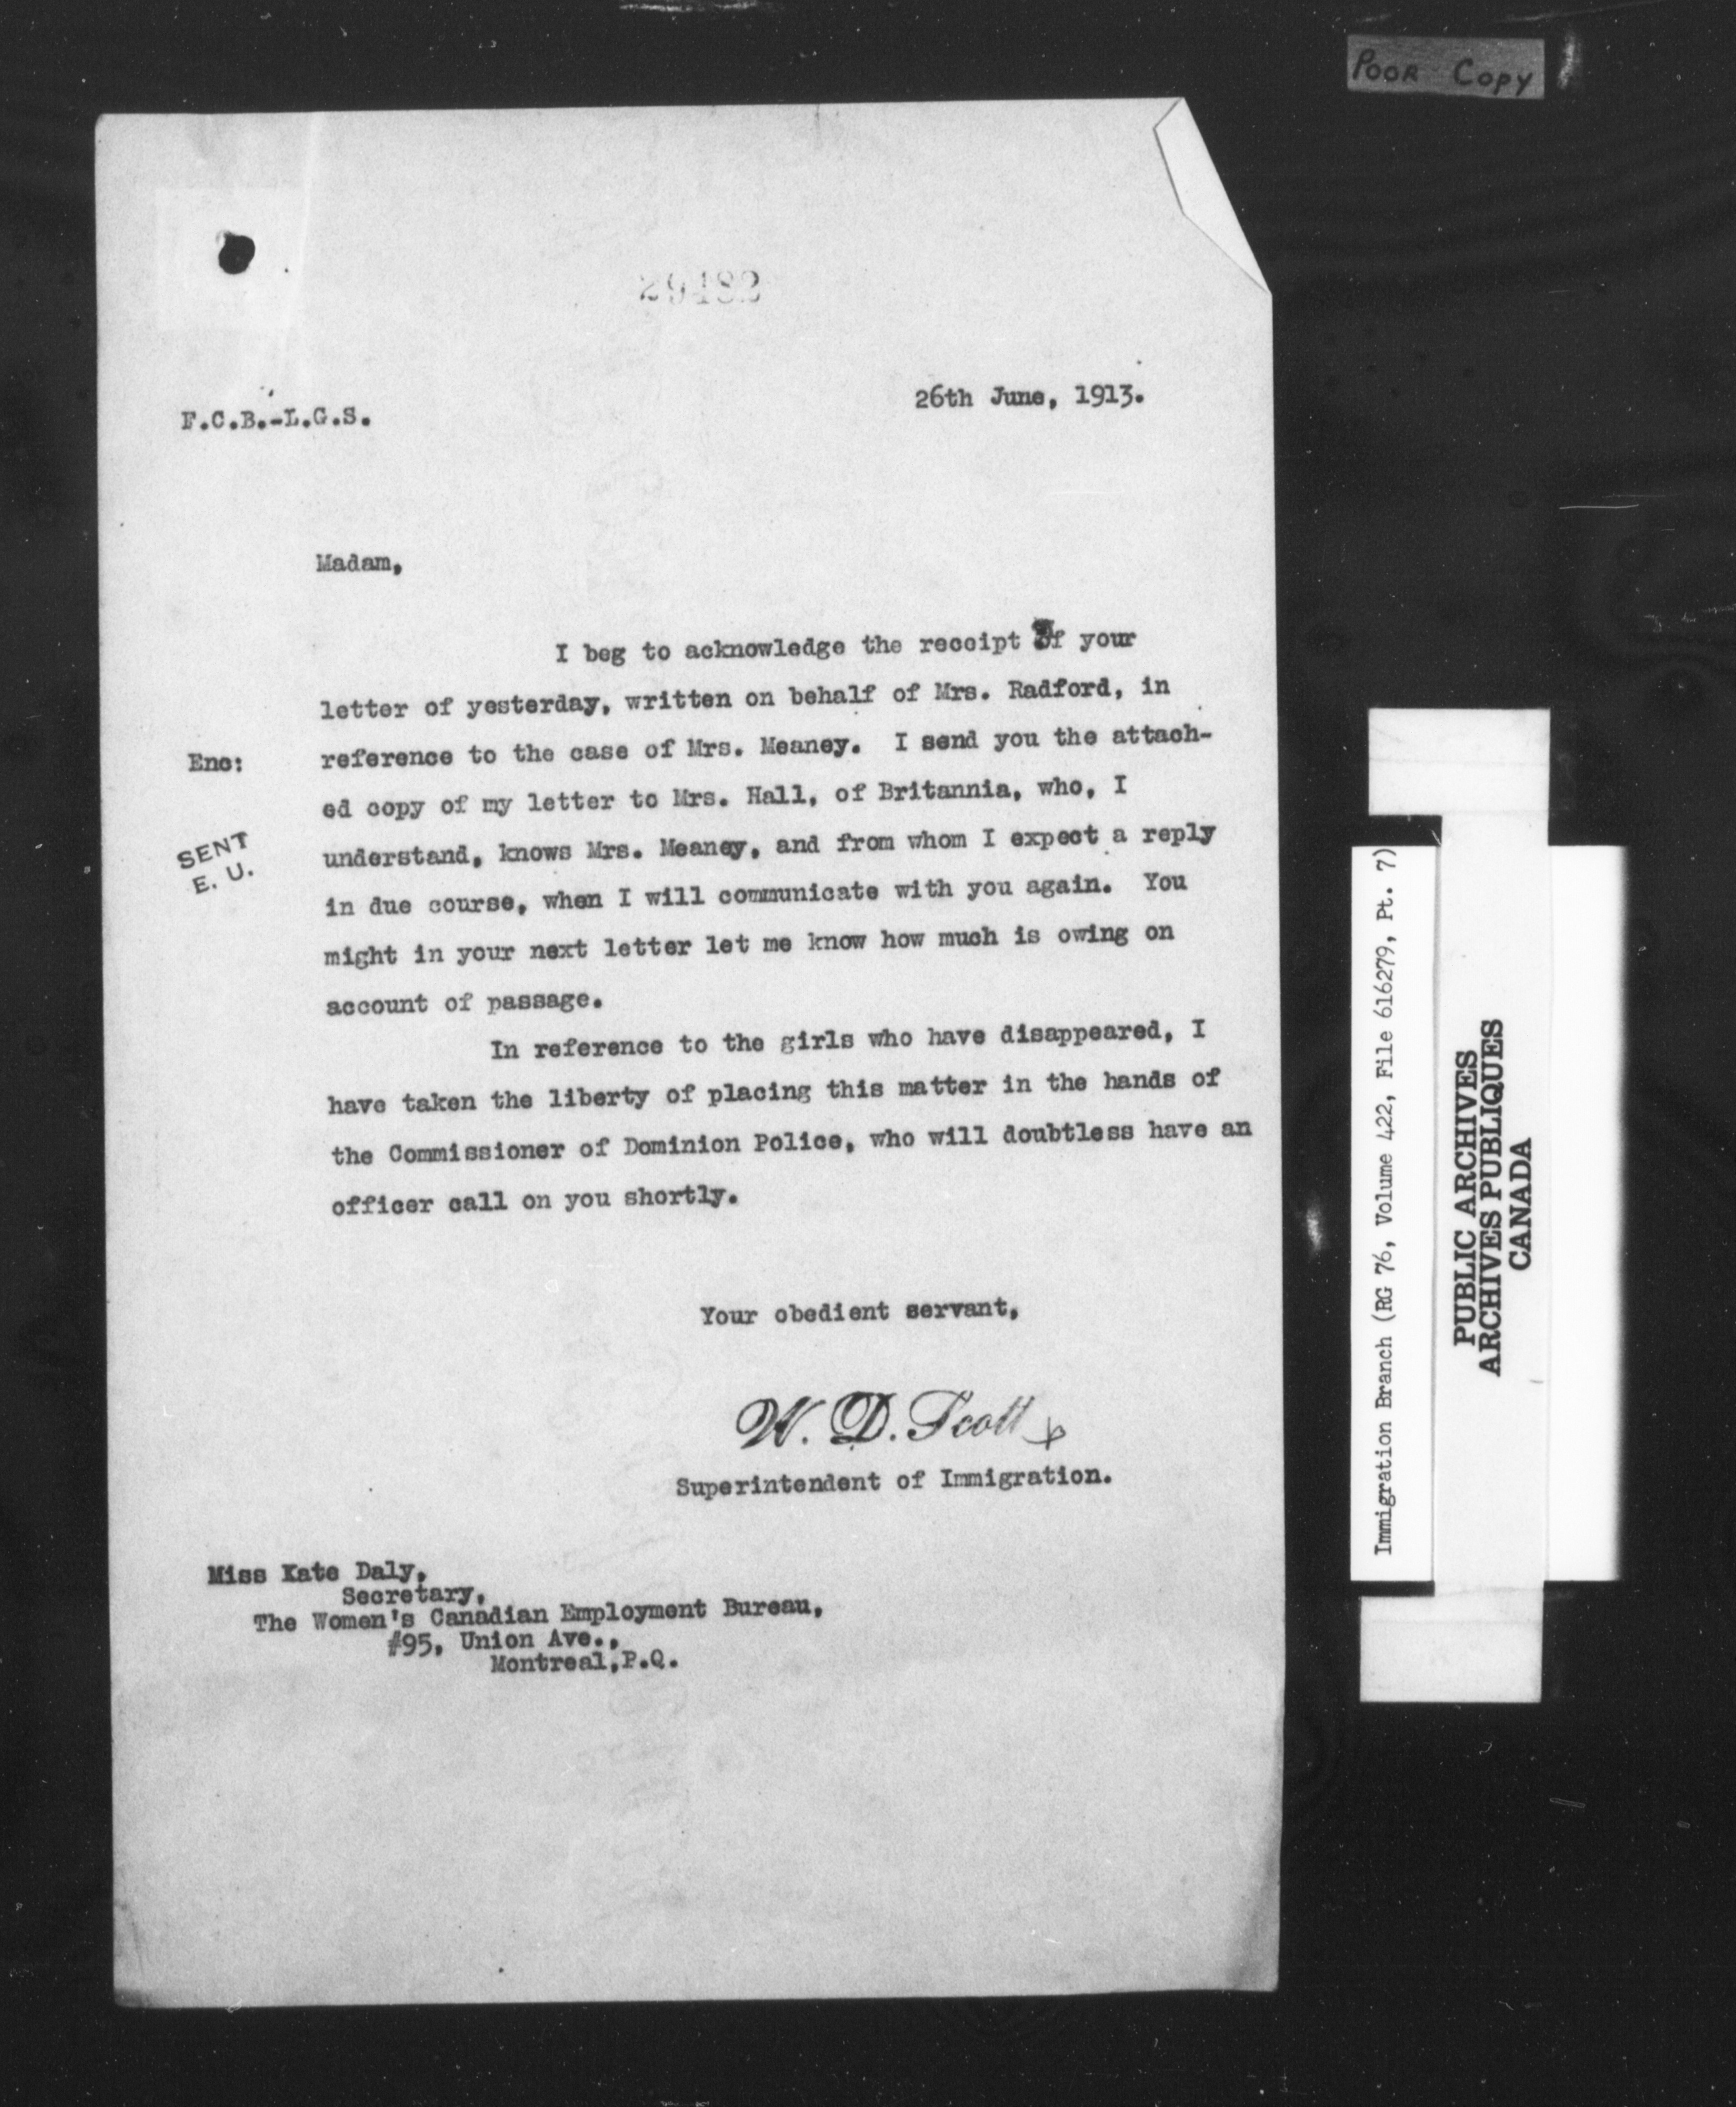 POOR COPY
29482
26th June, 1913.
F.C.B.-L.G.S.
Madam,
I beg to acknowledge the receipt of your
letter of yesterday, written on behalf of Mrs. Radford, in
Enc:
reference to the case of Mrs. Meaney. I send you the attach-
ed copy of my letter to Mrs. Hall, of Britannia, who, I
SENT
E. U.
understand, knows Mrs. Meaney, and from whom I expect a reply
in due course, when I will communicate with you again. You
might in your next letter let me know how much is owing on
account of passage.
In reference to the girls who have disappeared, I
have taken the liberty of placing this matter in the hands of
the Commissioner of Dominion Police, who will doubtless have an
officer call on you shortly.
Your obedient servant,
W. D. Scott
Superintendent of Immigration.
Miss Kate Daly,
Secretary,
The Women's Canadian Employment Bureau,
#95, Union Ave.,
Montreal,P.Q.
Immigration Branch (RG 76, Volume 422, File 616279, Pt. 7)
PUBLIC ARCHIVES
ARCHIVES PUBLIQUES
CANADA